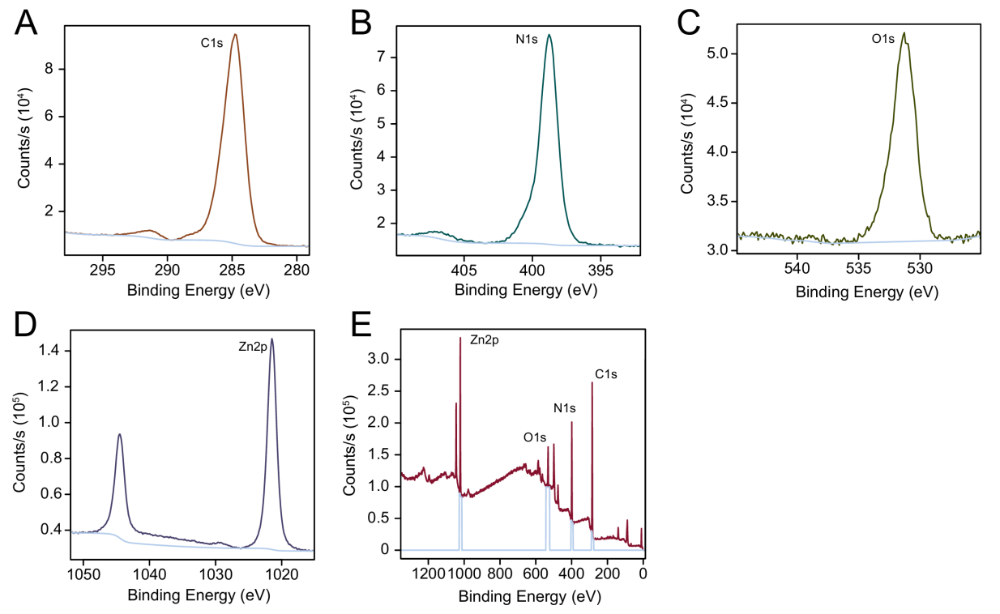 A
C1s
8
6
4
2
Counts/s (10⁴)
295 290 285 280
Binding Energy (eV)
B
N1s
7
6
5
4
3
2
Counts/s (10⁴)
405 400 395
Binding Energy (eV)
C
O1s
5.0
4.5
4.0
3.5
3.0
Counts/s (10⁴)
540 535 530
Binding Energy (eV)
D
Zn2p
1.4
1.2
1.0
0.8
0.6
0.4
Counts/s (10⁵)
1050 1040 1030 1020
Binding Energy (eV)
E
Zn2p
C1s
N1s
O1s
3.0
2.5
2.0
1.5
1.0
0.5
0
Counts/s (10⁵)
1200 1000 800 600 400 200 0
Binding Energy (eV)